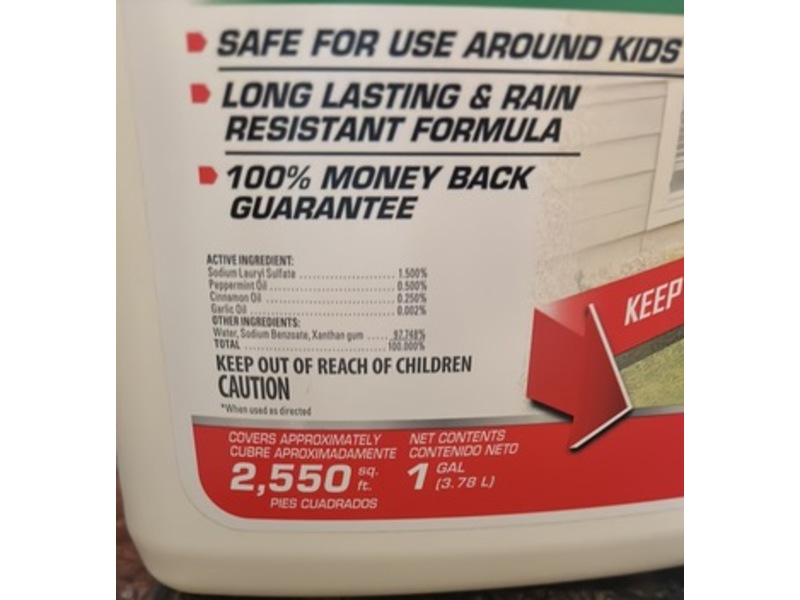 SAFE FOR USE AROUND KIDS
LONG LASTING & RAIN
RESISTANT FORMULA
100% MONEY BACK
GUARANTEE
ACTIVE INGREDIENT:
Sodium Lauryl Sulfate .......................... 1.500%
Peppermint Oil .................................. 0.500%
Cinnamon Oil ................................... 0.250%
Garlic Oil ........................................ 0.002%
OTHER INGREDIENTS:
Water, Sodium Benzoate, Xanthan gum ...... 97.748%
TOTAL ........................................... 100.000%
KEEP OUT OF REACH OF CHILDREN
CAUTION
*When used as directed
KEEP
COVERS APPROXIMATELY
CUBRE APROXIMADAMENTE
2,550 sq. ft.
PIES CUADRADOS
NET CONTENTS
CONTENIDO NETO
1 GAL
(3.78 L)